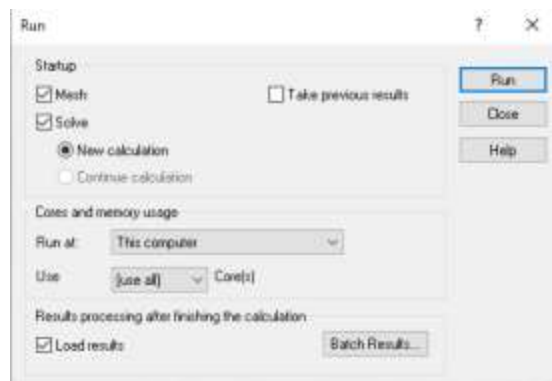 Run
Startup
Mesh
Take previous results
Solve
New calculation
Continue calculation
Run
Close
Help
Cores and memory usage
Run at: This computer
Use [use all] Core(s)
Results processing after finishing the calculation
Load results
Batch Results...